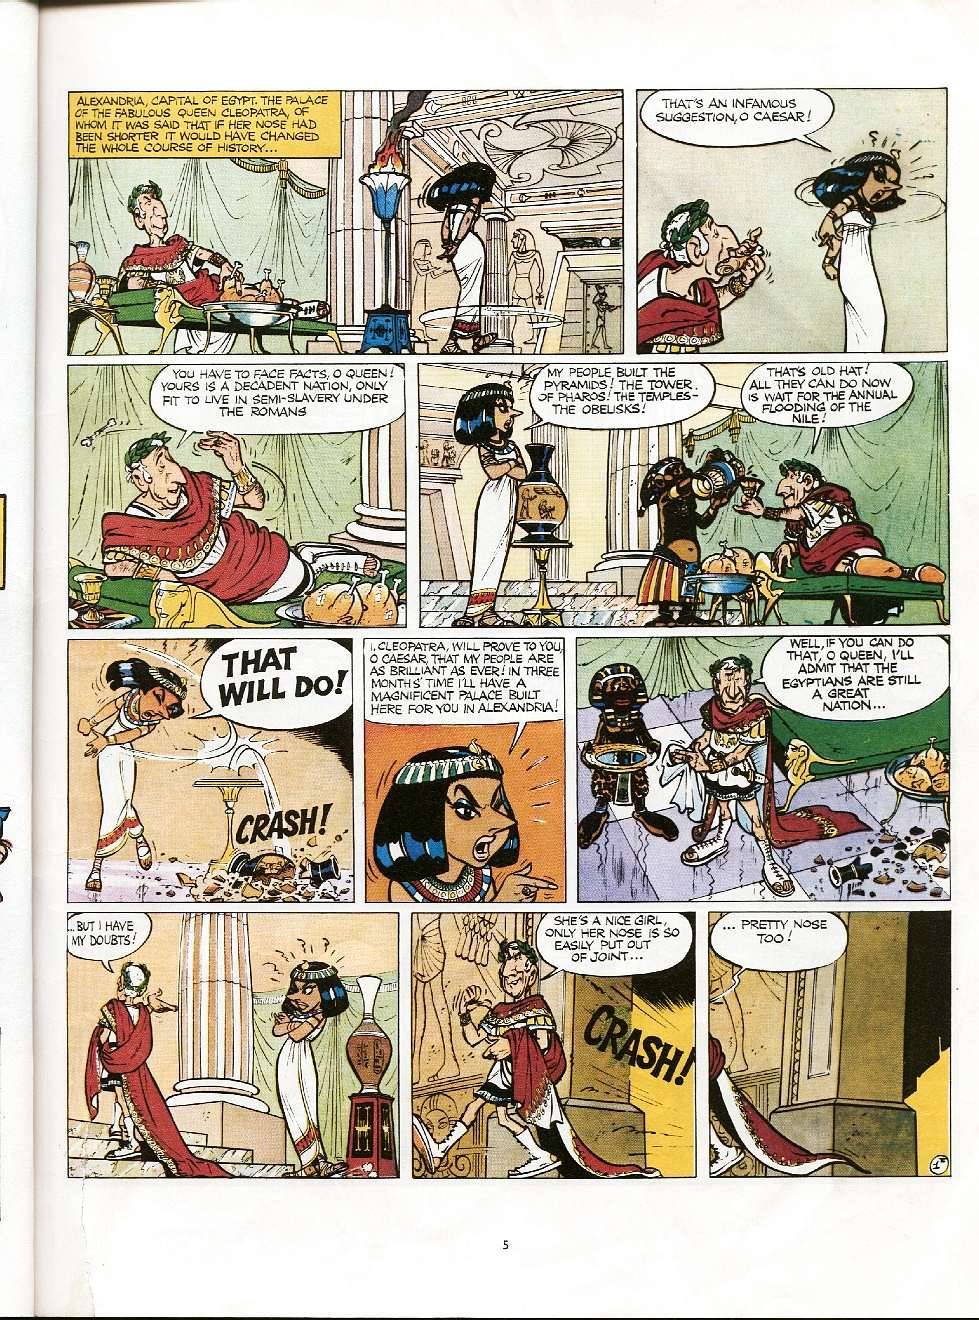 ALEXANDRIA, CAPITAL OF EGYPT. THE PALACE
OF THE FABULOUS QUEEN CLEOPATRA, OF
WHOM IT WAS SAID THAT IF HER NOSE HAD
BEEN SHORTER IT WOULD HAVE CHANGED
THE WHOLE COURSE OF HISTORY...
THAT'S AN INFAMOUS
SUGGESTION, O CAESAR!
?!
YOU HAVE TO FACE FACTS, O QUEEN!
YOURS IS A DECADENT NATION, ONLY
FIT TO LIVE IN SEMI-SLAVERY UNDER
THE ROMANS
MY PEOPLE BUILT THE
PYRAMIDS! THE TOWER
OF PHAROS! THE TEMPLES-
THE OBELISKS!
THAT'S OLD HAT!
ALL THEY CAN DO NOW
IS WAIT FOR THE ANNUAL
FLOODING OF THE
NILE!
THAT
WILL DO!
CRASH!
I, CLEOPATRA, WILL PROVE TO YOU,
O CAESAR, THAT MY PEOPLE ARE
AS BRILLIANT AS EVER! IN THREE
MONTHS' TIME I'LL HAVE A
MAGNIFICENT PALACE BUILT
HERE FOR YOU IN ALEXANDRIA!
WELL, IF YOU CAN DO
THAT, O QUEEN, I'LL
ADMIT THAT THE
EGYPTIANS ARE STILL
A GREAT
NATION...
...BUT I HAVE
MY DOUBTS!
SHE'S A NICE GIRL,
ONLY HER NOSE IS SO
EASILY PUT OUT
OF JOINT...
CRASH!
... PRETTY NOSE
TOO!
5